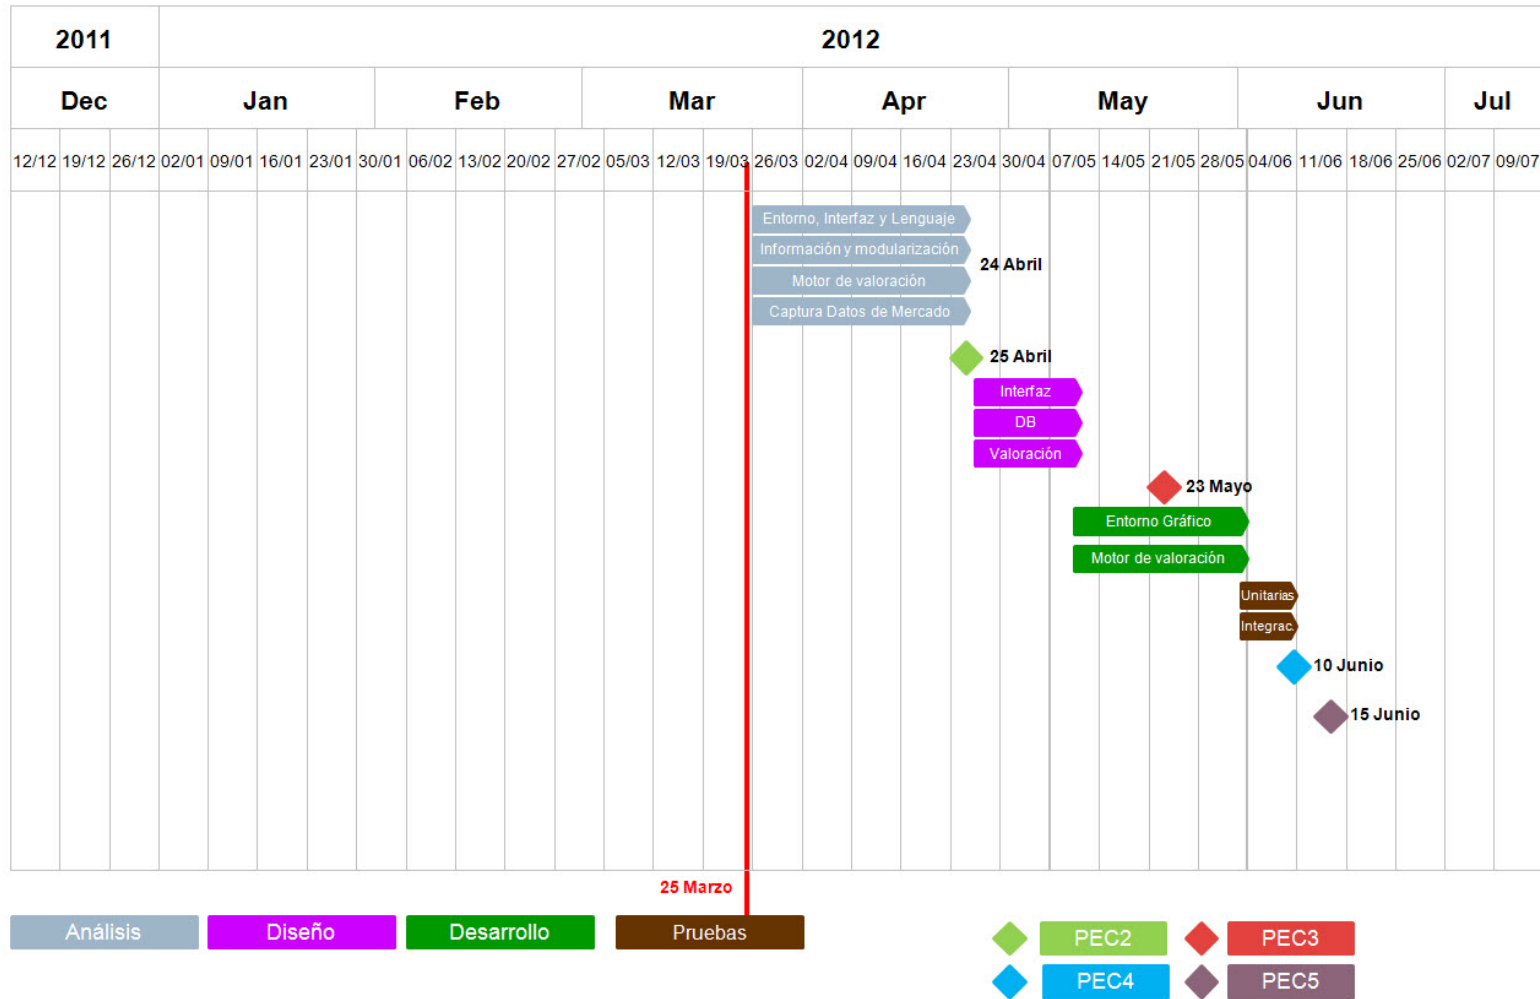 2011 2012
Dec Jan Feb Mar Apr May Jun Jul
12/12 19/12 26/12 02/01 09/01 16/01 23/01 30/01 06/02 13/02 20/02 27/02 05/03 12/03 19/03 26/03 02/04 09/04 16/04 23/04 30/04 07/05 14/05 21/05 28/05 04/06 11/06 18/06 25/06 02/07 09/07
Entorno, Interfaz y Lenguaje
Información y modularización
24 Abril
Motor de valoración
Captura Datos de Mercado
25 Abril
Interfaz
DB
Valoración
23 Mayo
Entorno Gráfico
Motor de valoración
Unitarias
Integrac.
10 Junio
15 Junio
25 Marzo
Análisis Diseño Desarrollo Pruebas
PEC2 PEC3
PEC4 PEC5